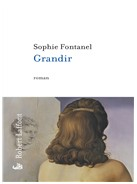 Sophie Fontanel
Grandir
roman
Robert Laffont